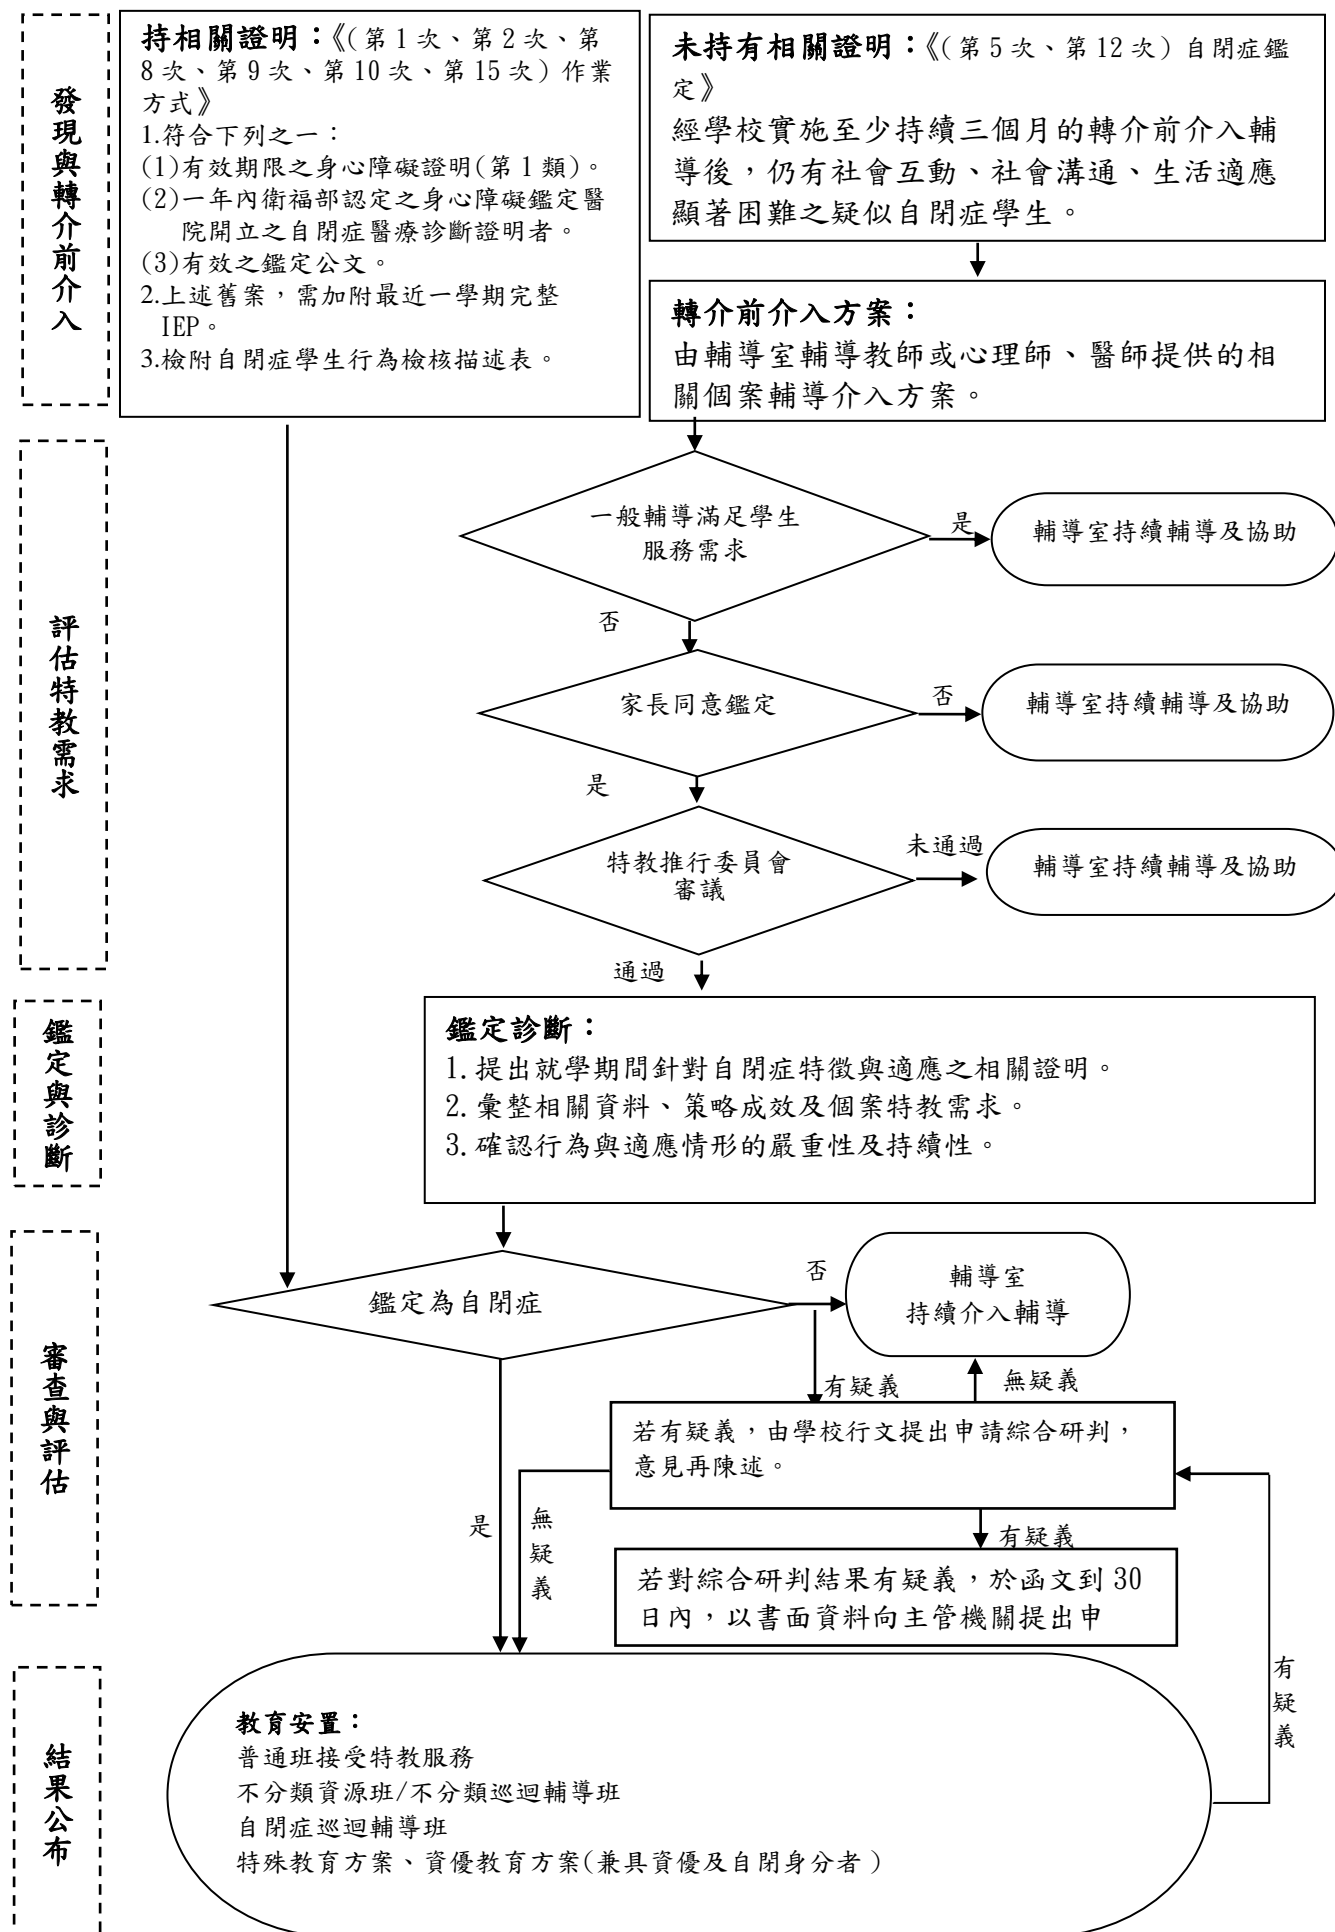 發現與轉介前介入
持相關證明：《(第1次、第2次、第
8次、第9次、第10次、第15次)作業
方式》
1.符合下列之一：
(1)有效期限之身心障礙證明(第1類)。
(2)一年內衛福部認定之身心障礙鑑定醫
院開立之自閉症醫療診斷證明者。
(3)有效之鑑定公文。
2.上述舊案，需加附最近一學期完整
IEP。
3.檢附自閉症學生行為檢核描述表。
未持有相關證明：《(第5次、第12次)自閉症鑑
定》
經學校實施至少持續三個月的轉介前介入輔
導後，仍有社會互動、社會溝通、生活適應
顯著困難之疑似自閉症學生。
轉介前介入方案：
由輔導室輔導教師或心理師、醫師提供的相
關個案輔導介入方案。
評估特教需求
一般輔導滿足學生
服務需求
是
輔導室持續輔導及協助
否
家長同意鑑定
否
輔導室持續輔導及協助
是
特教推行委員會
審議
未通過
輔導室持續輔導及協助
通過
鑑定與診斷
鑑定診斷：
1.提出就學期間針對自閉症特徵與適應之相關證明。
2.彙整相關資料、策略成效及個案特教需求。
3.確認行為與適應情形的嚴重性及持續性。
審查與評估
鑑定為自閉症
否
輔導室
持續介入輔導
有疑義
無疑義
若有疑義，由學校行文提出申請綜合研判，
意見再陳述。
是
無疑義
有疑義
若對綜合研判結果有疑義，於函文到30
日內，以書面資料向主管機關提出申
有疑義
結果公布
教育安置：
普通班接受特教服務
不分類資源班/不分類巡迴輔導班
自閉症巡迴輔導班
特殊教育方案、資優教育方案(兼具資優及自閉身分者)